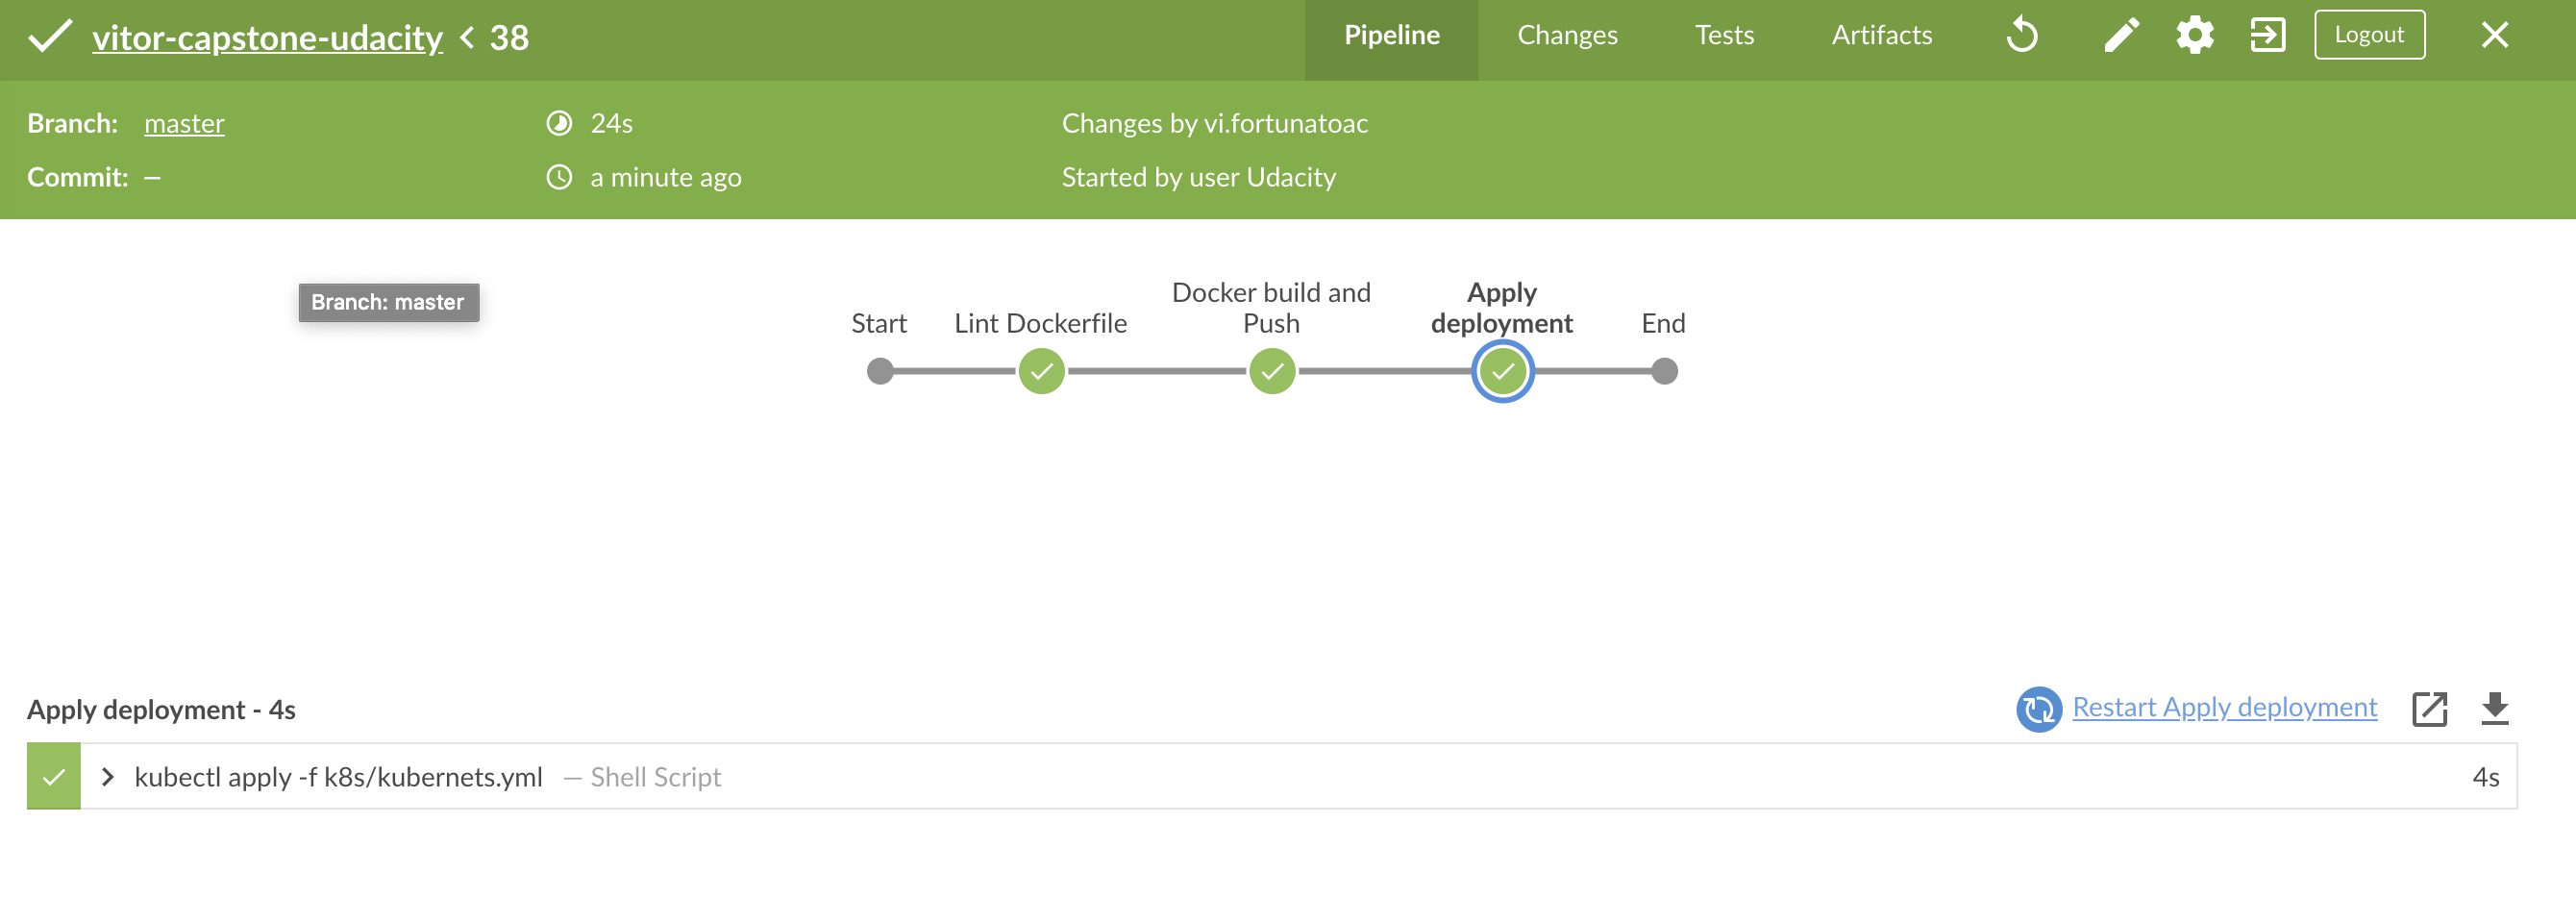 vitor-capstone-udacity < 38
Pipeline
Changes
Tests
Artifacts
Logout
Branch: master
24s
Changes by vi.fortunatoac
Commit: —
a minute ago
Started by user Udacity
Branch: master
Start
Lint Dockerfile
Docker build and
Push
Apply
deployment
End
Apply deployment - 4s
Restart Apply deployment
kubectl apply -f k8s/kubernets.yml — Shell Script
4s